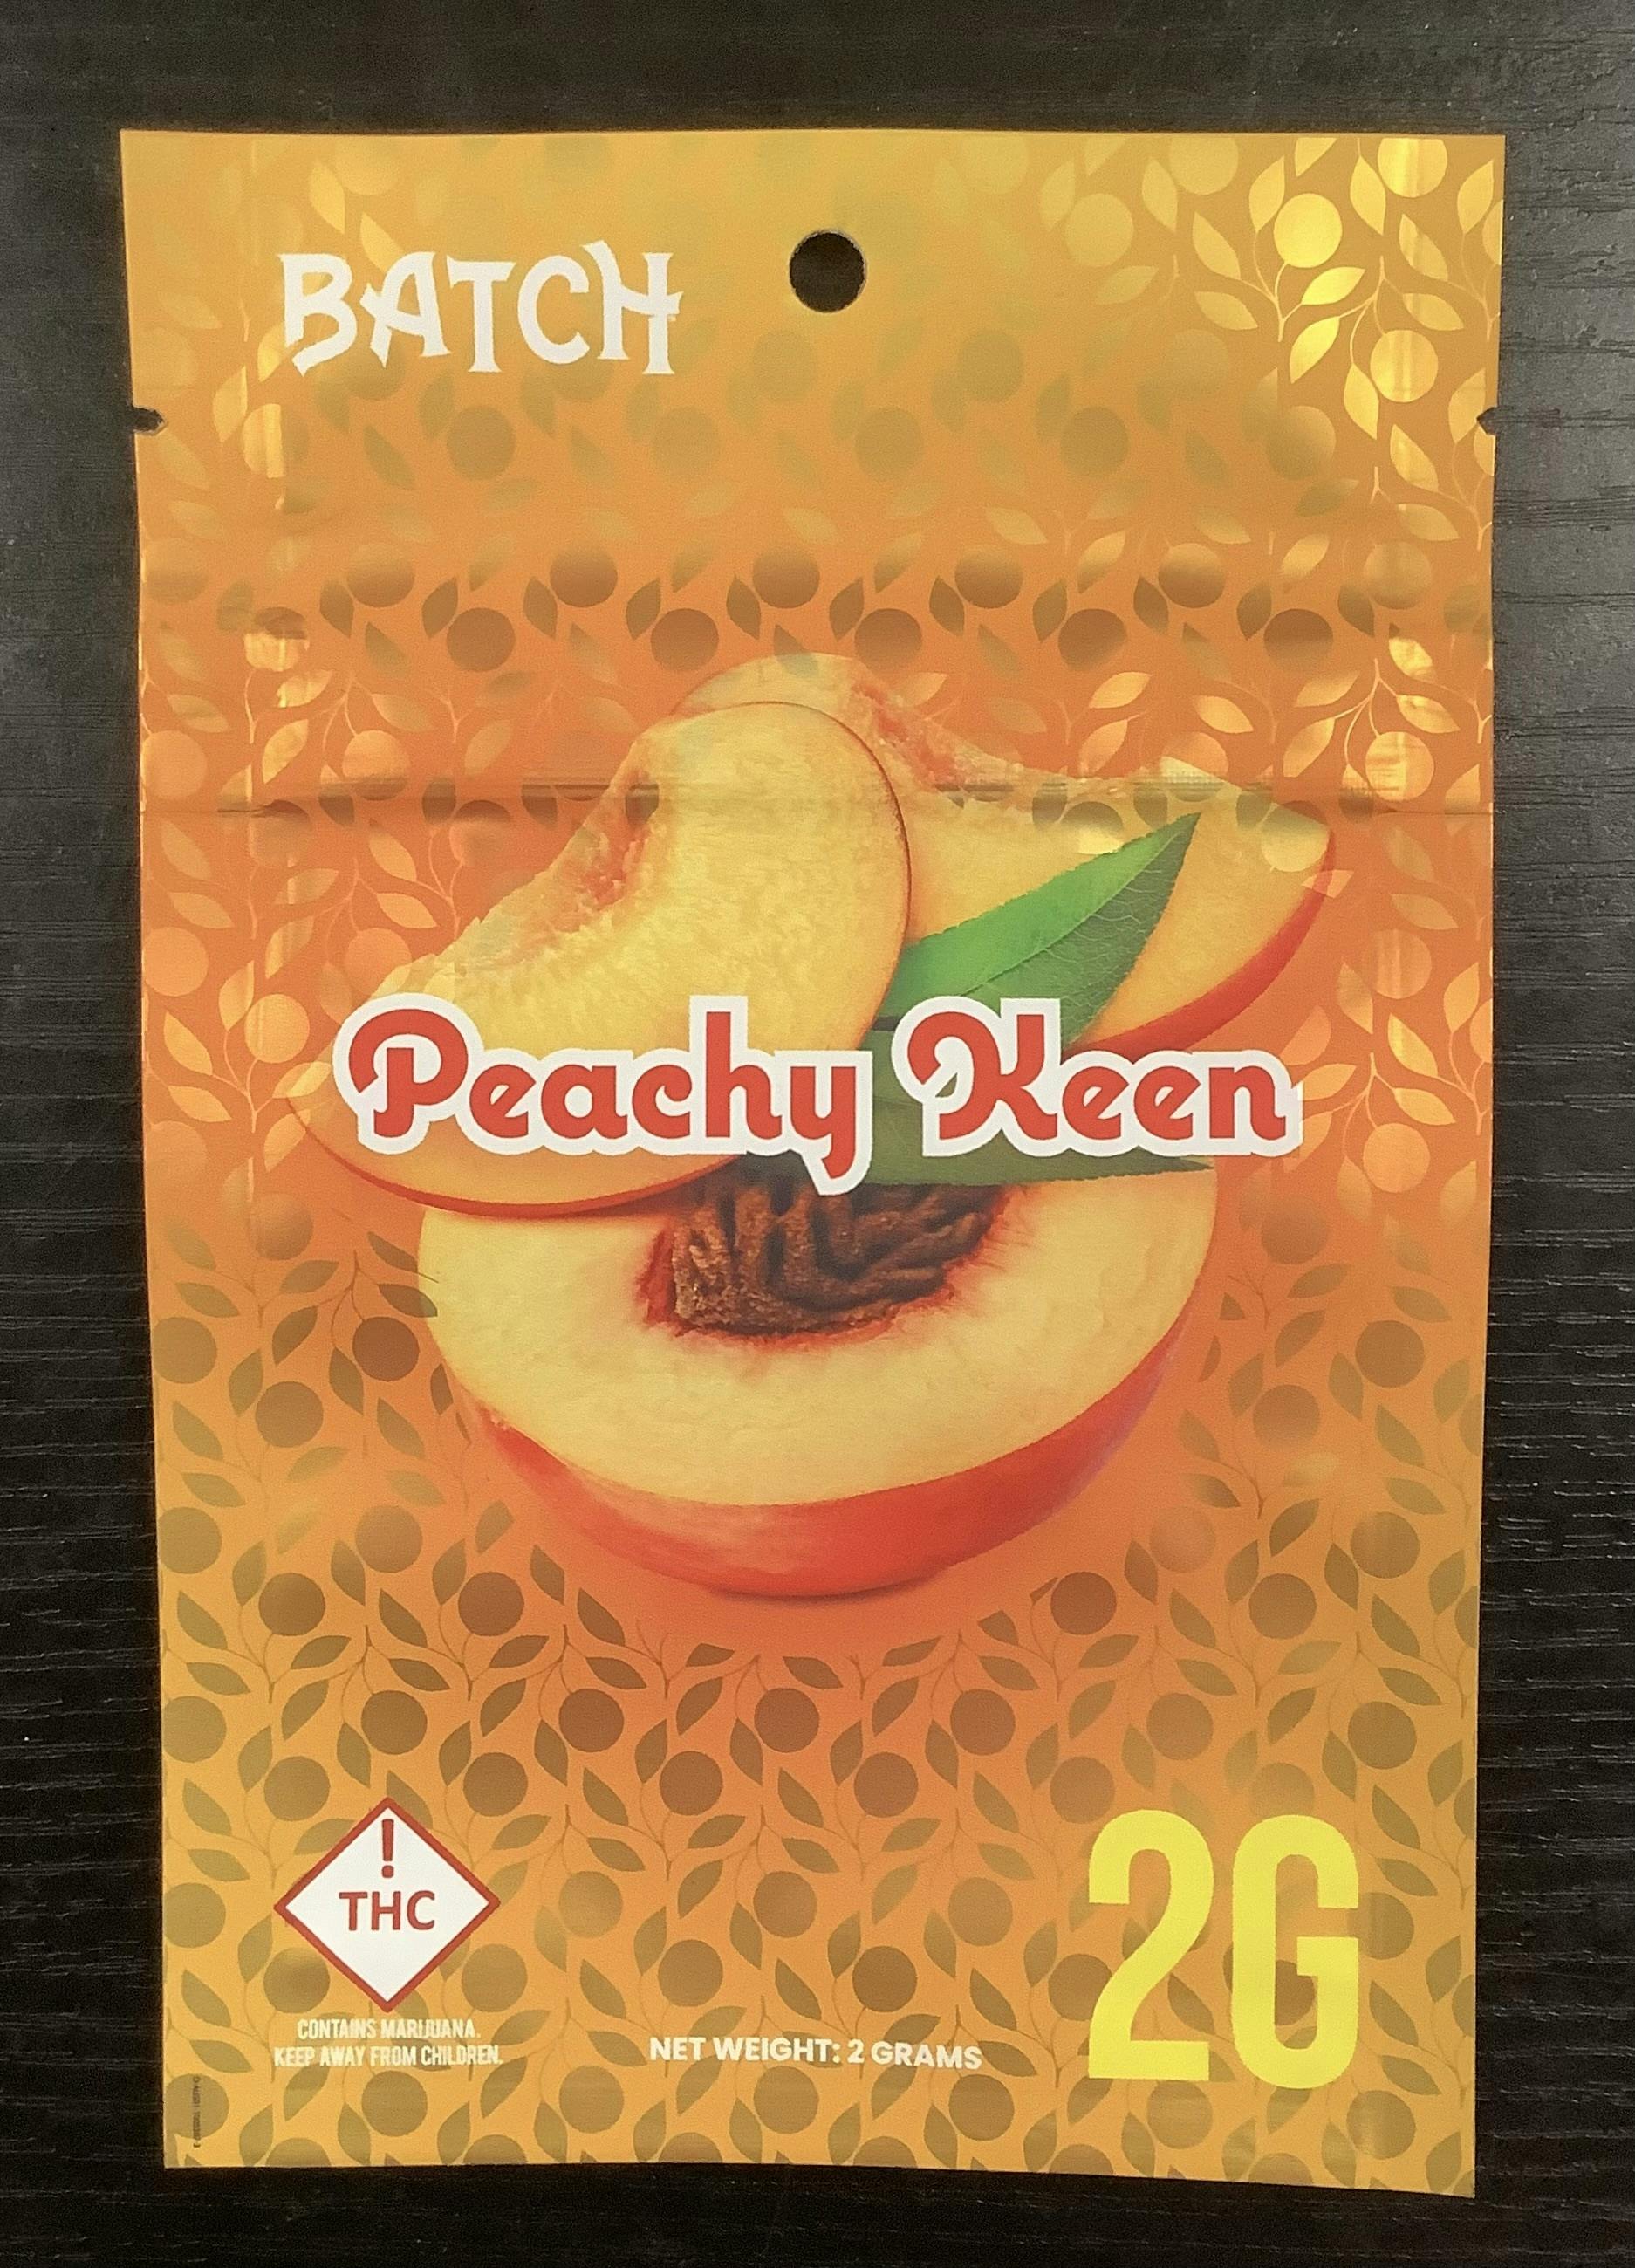 BATCH
Peachy Keen
!
THC
CONTAINS MARIJUANA.
KEEP AWAY FROM CHILDREN.
NET WEIGHT: 2 GRAMS
2G